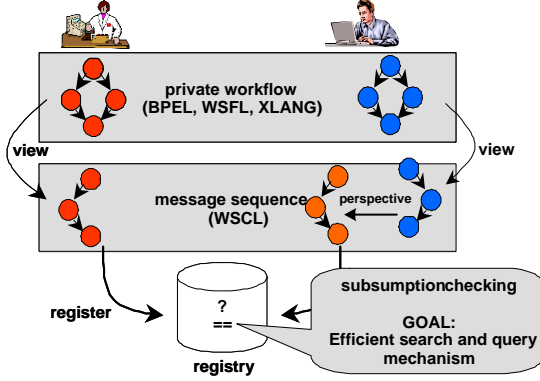 private workflow
(BPEL, WSFL, XLANG)
view
view
message sequence
(WSCL)
perspective
register
?
==
registry
subsumptionchecking
GOAL:
Efficient search and query
mechanism